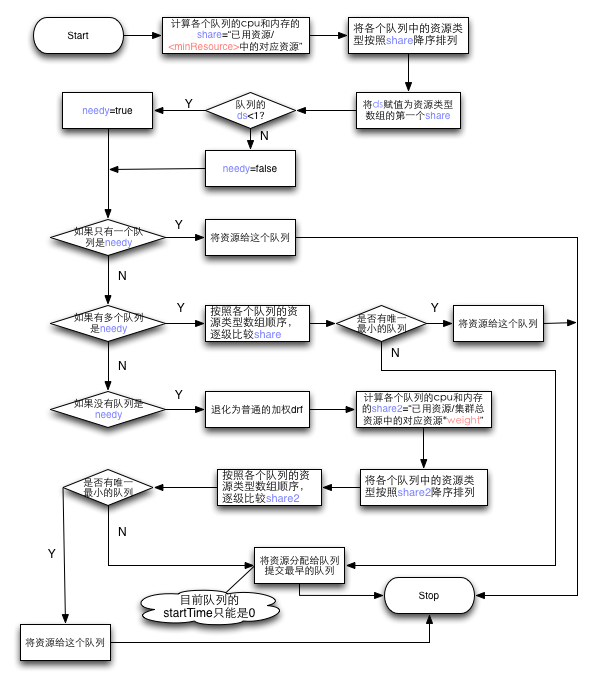 Start
计算各个队列的cpu和内存的
share="已用资源/
<minResource>中的对应资源"
将各个队列中的资源类
型按照share降序排列
将ds赋值为资源类型
数组的第一个share
队列的
ds<1?
Y
needy=true
N
needy=false
如果只有一个队
列是needy
Y
将资源给这个队列
N
如果有多个队列
是needy
Y
按照各个队列的资
源类型数组顺序,
逐级比较share
是否有唯一
最小的队列
Y
将资源给这个队列
N
N
如果没队列是
needy
Y
退化为普通的加权drf
计算各个队列的cpu和内存
的share2="已用资源/集群总
资源中的对应资源*weight"
将各个队列中的资源类
型按照share2降序排列
按照各个队列的资
源类型数组顺序,
逐级比较share2
是否有唯一
最小的队列
N
Y
将资源分配给队列
提交最早的队列
目前队列的
startTime只能是0
Stop
将资源给这个队列